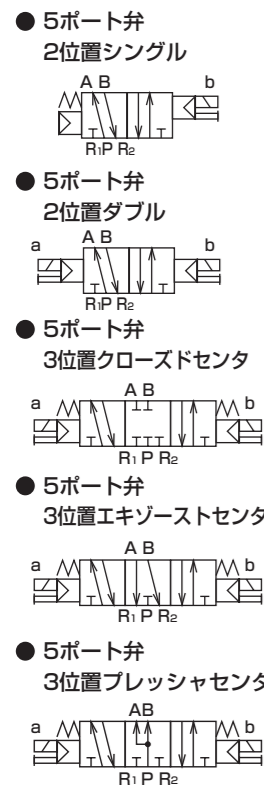 ● 5ポート弁
2位置シングル
A B b
R1P R2
● 5ポート弁
2位置ダブル
a A B b
R1P R2
● 5ポート弁
3位置クローズドセンタ
A B
a b
R1 P R2
● 5ポート弁
3位置エキゾーストセンタ
A B
a b
R1 P R2
● 5ポート弁
3位置プレッシャセンタ
AB
a b
R1 P R2